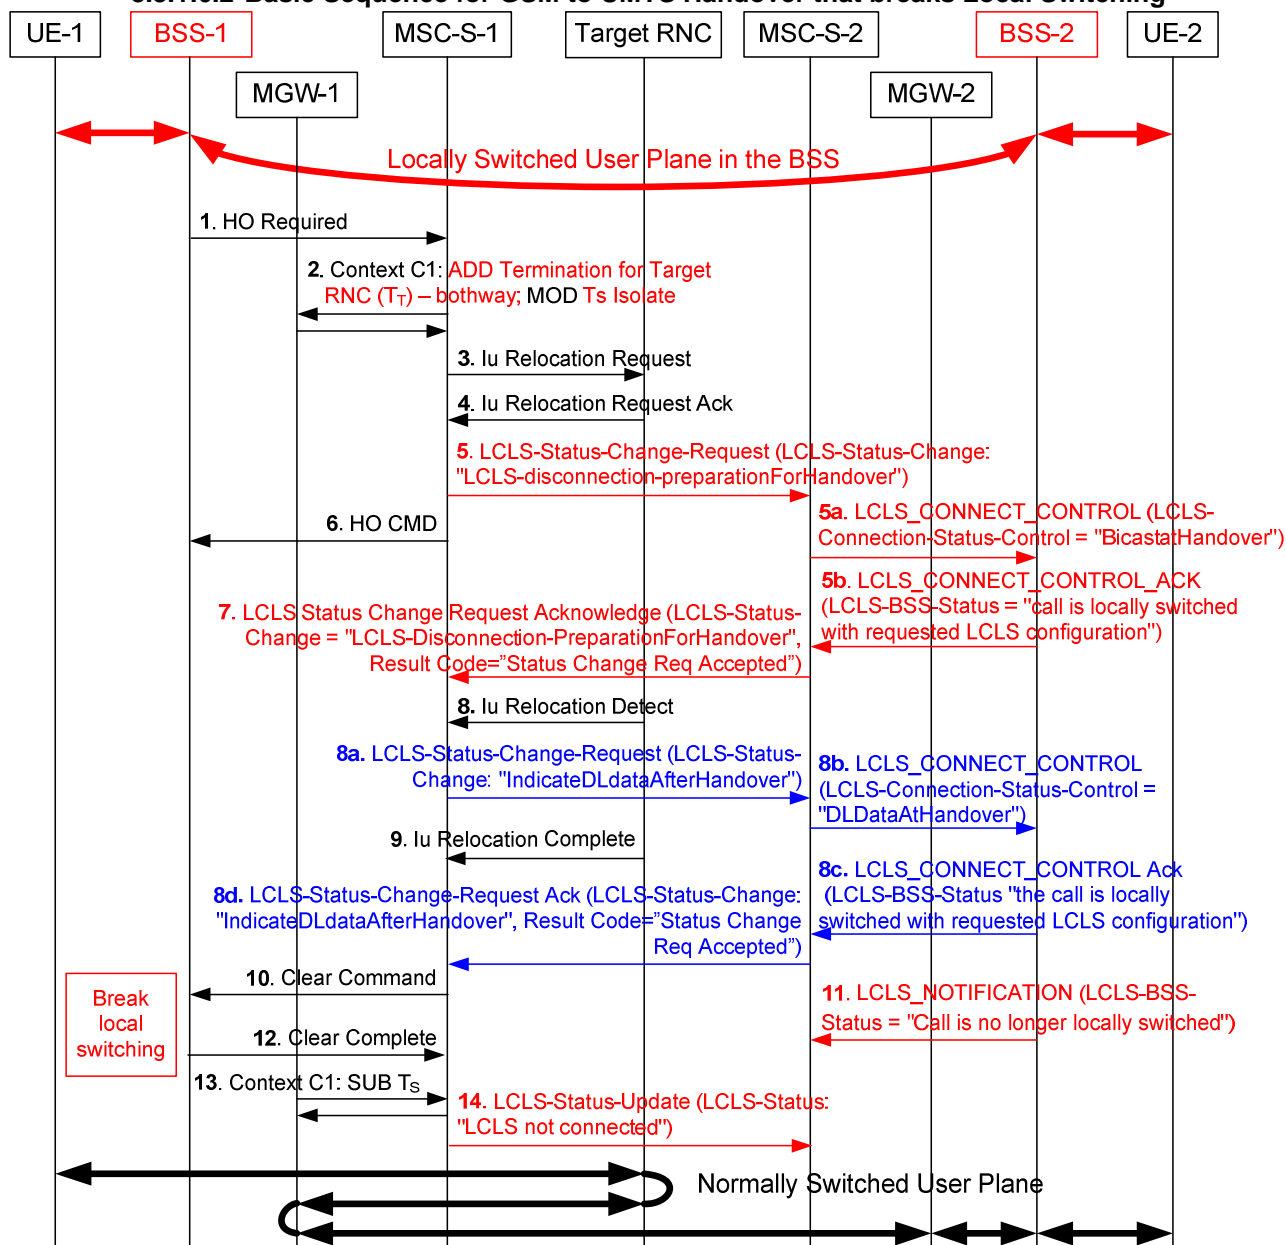 UE-1
BSS-1
MSC-S-1
Target RNC
MSC-S-2
BSS-2
UE-2
MGW-1
MGW-2
Locally Switched User Plane in the BSS
1. HO Required
2. Context C1: ADD Termination for Target
RNC (TT) – bothway; MOD Ts Isolate
3. Iu Relocation Request
4. Iu Relocation Request Ack
5. LCLS-Status-Change-Request (LCLS-Status-Change:
"LCLS-disconnection-preparationForHandover")
6. HO CMD
5a. LCLS_CONNECT_CONTROL (LCLS-
Connection-Status-Control = "BicastatHandover")
5b. LCLS_CONNECT_CONTROL_ACK
(LCLS-BSS-Status = "call is locally switched
with requested LCLS configuration")
7. LCLS Status Change Request Acknowledge (LCLS-Status-
Change = "LCLS-Disconnection-PreparationForHandover",
Result Code=”Status Change Req Accepted”)
8. Iu Relocation Detect
8a. LCLS-Status-Change-Request (LCLS-Status-
Change: "IndicateDLdataAfterHandover")
8b. LCLS_CONNECT_CONTROL
(LCLS-Connection-Status-Control =
"DLDataAtHandover")
9. Iu Relocation Complete
8c. LCLS_CONNECT_CONTROL Ack
(LCLS-BSS-Status "the call is locally
switched with requested LCLS configuration")
8d. LCLS-Status-Change-Request Ack (LCLS-Status-Change:
"IndicateDLdataAfterHandover", Result Code=”Status Change
Req Accepted”)
10. Clear Command
Break
local
switching
11. LCLS_NOTIFICATION (LCLS-BSS-
Status = "Call is no longer locally switched")
12. Clear Complete
13. Context C1: SUB TS
14. LCLS-Status-Update (LCLS-Status:
"LCLS not connected")
Normally Switched User Plane